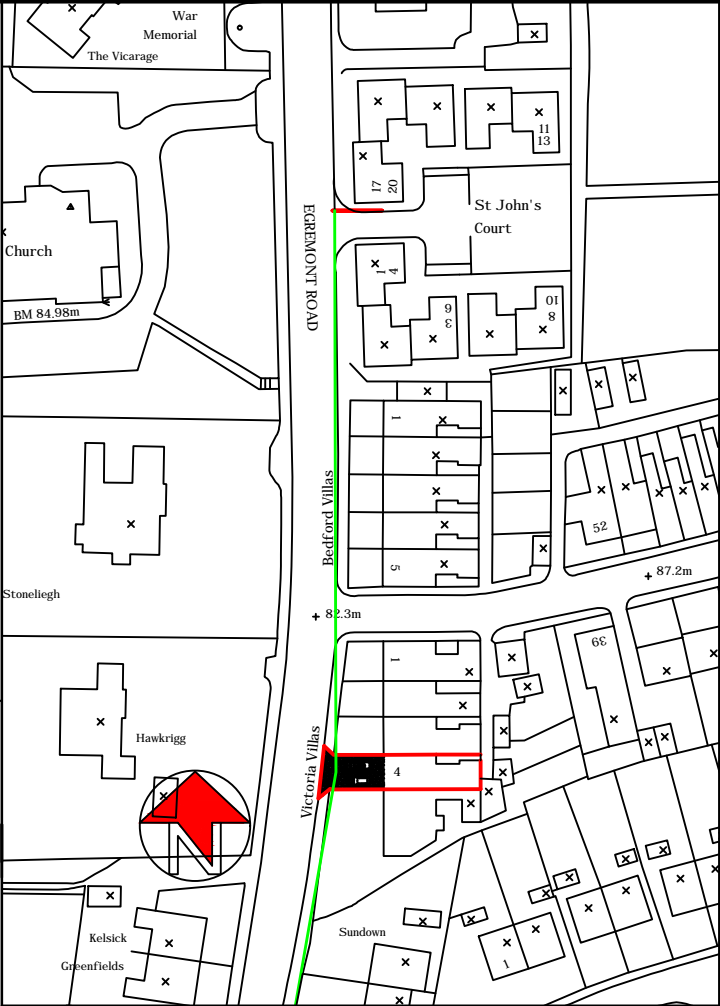 War
Memorial
The Vicarage
11
13
17
20
St John's
Court
EGREMONT ROAD
Church
1
4
BM 84.98m
6
3
10
8
1
Bedford Villas
52
5
87.2m
Stoneliegh
82.3m
39
1
Hawkrigg
Victoria Villas
4
N
Kelsick
Sundown
Greenfields
1